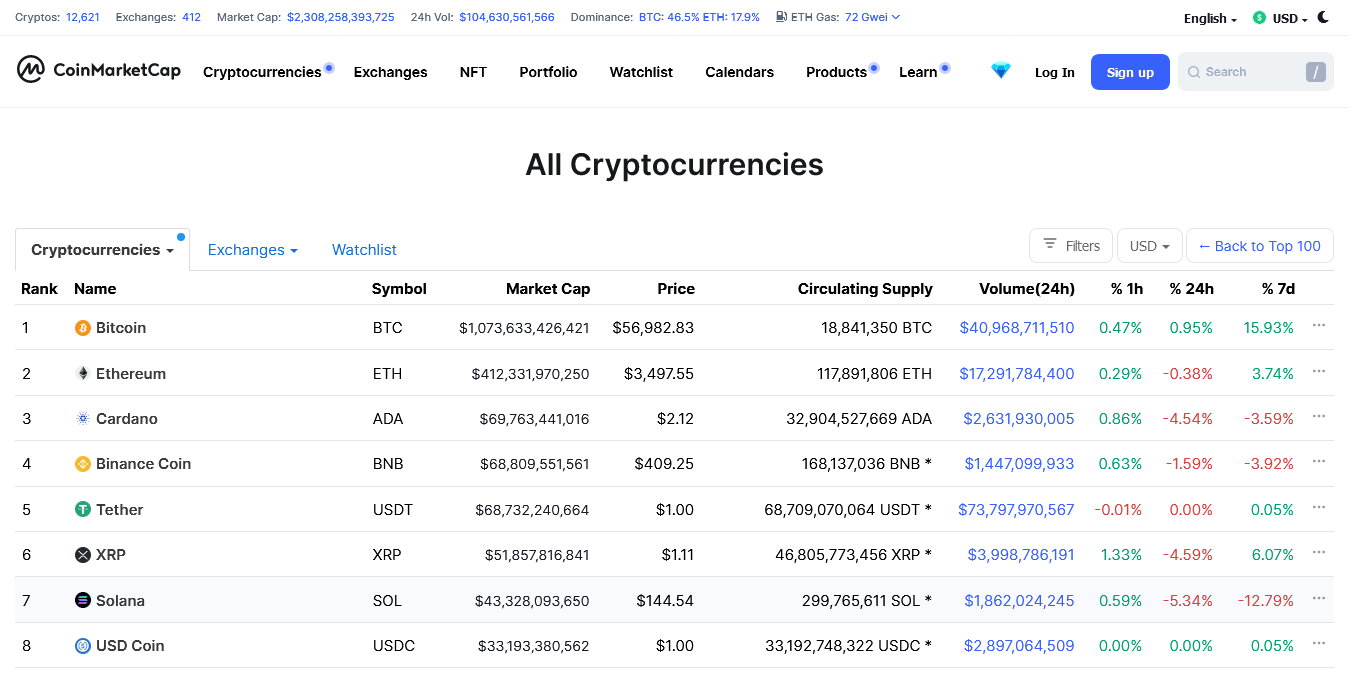 Cryptos: 12,621 Exchanges: 412 Market Cap: $2,308,258,393,725 24h Vol: $104,630,561,566 Dominance: BTC: 46.5% ETH: 17.9% ETH Gas: 72 Gwei English USD
CoinMarketCap Cryptocurrencies Exchanges NFT Portfolio Watchlist Calendars Products Learn Log In Sign up Search /
All Cryptocurrencies
Cryptocurrencies Exchanges Watchlist Filters USD ← Back to Top 100
Rank Name Symbol Market Cap Price Circulating Supply Volume(24h) % 1h % 24h % 7d
1 Bitcoin BTC $1,073,633,426,421 $56,982.83 18,841,350 BTC $40,968,711,510 0.47% 0.95% 15.93% ...
2 Ethereum ETH $412,331,970,250 $3,497.55 117,891,806 ETH $17,291,784,400 0.29% -0.38% 3.74% ...
3 Cardano ADA $69,763,441,016 $2.12 32,904,527,669 ADA $2,631,930,005 0.86% -4.54% -3.59% ...
4 Binance Coin BNB $68,809,551,561 $409.25 168,137,036 BNB * $1,447,099,933 0.63% -1.59% -3.92% ...
5 Tether USDT $68,732,240,664 $1.00 68,709,070,064 USDT * $73,797,970,567 -0.01% 0.00% 0.05% ...
6 XRP XRP $51,857,816,841 $1.11 46,805,773,456 XRP * $3,998,786,191 1.33% -4.59% 6.07% ...
7 Solana SOL $43,328,093,650 $144.54 299,765,611 SOL * $1,862,024,245 0.59% -5.34% -12.79% ...
8 USD Coin USDC $33,193,380,562 $1.00 33,192,748,322 USDC * $2,897,064,509 0.00% 0.00% 0.05% ...